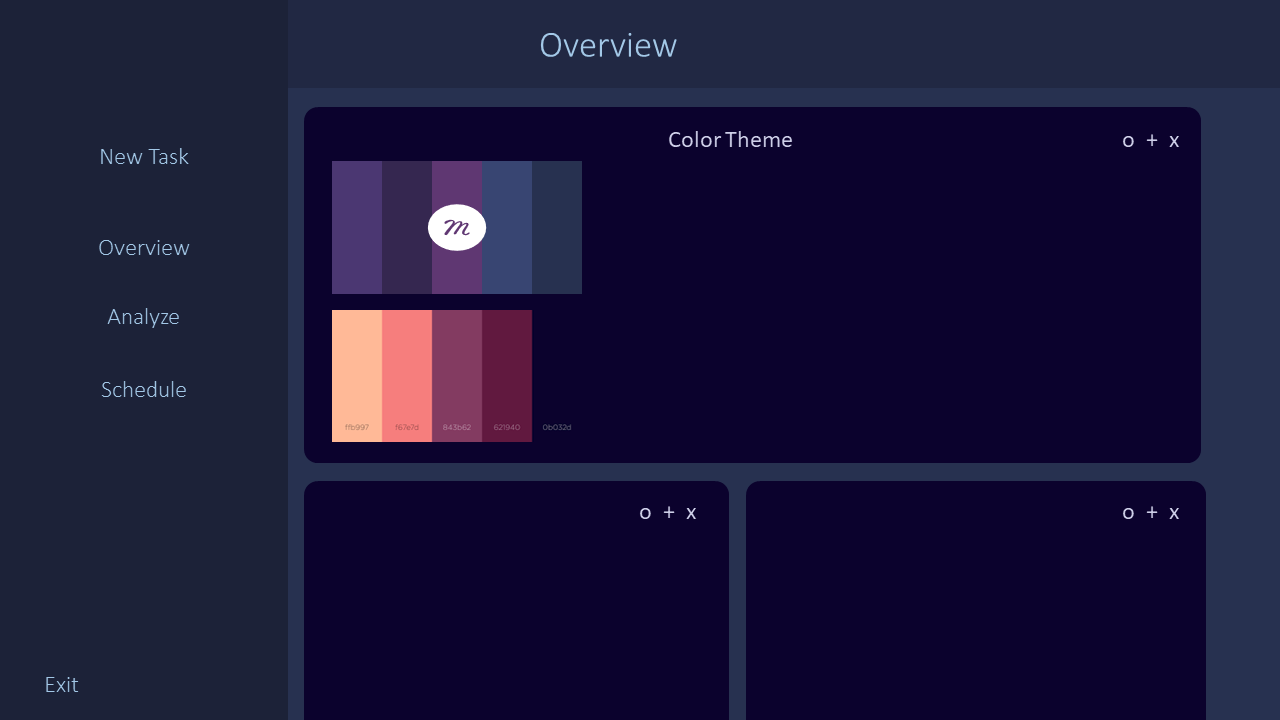 Overview
New Task
Overview
Analyze
Schedule
Exit
Color Theme
o + x
m
ffb997 f67e7d 843b62 621940 0b032d
o + x
o + x